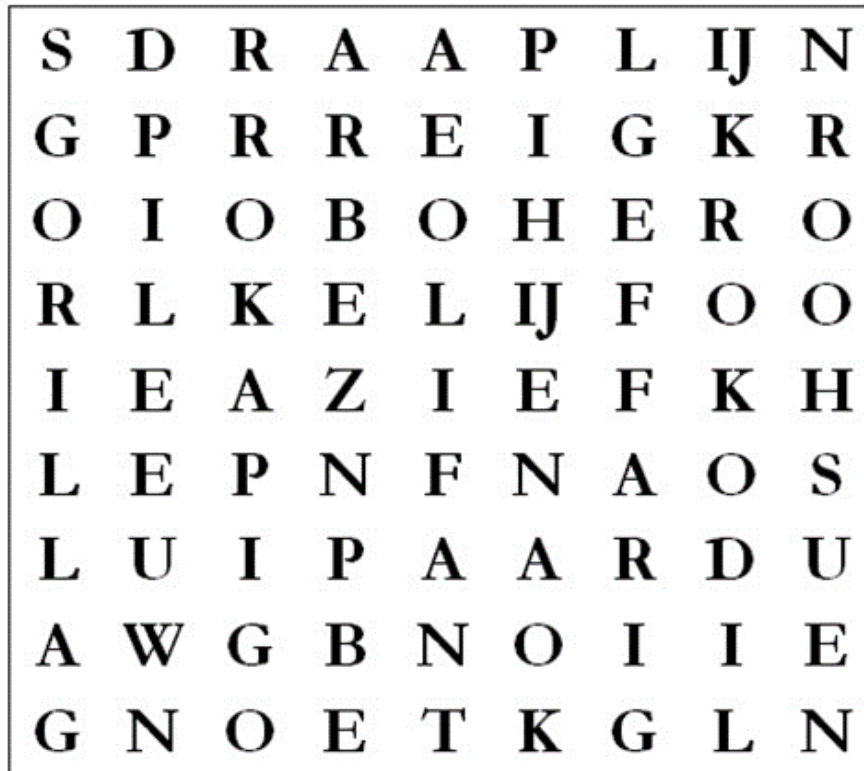 S D R A A P L IJ N
G P R R E I G K R
O I O B O H E R O
R L K E L IJ F O O
I E A Z I E F K H
L E P N F N A O S
L U I P A A R D U
A W G B N O I I E
G N O E T K G L N